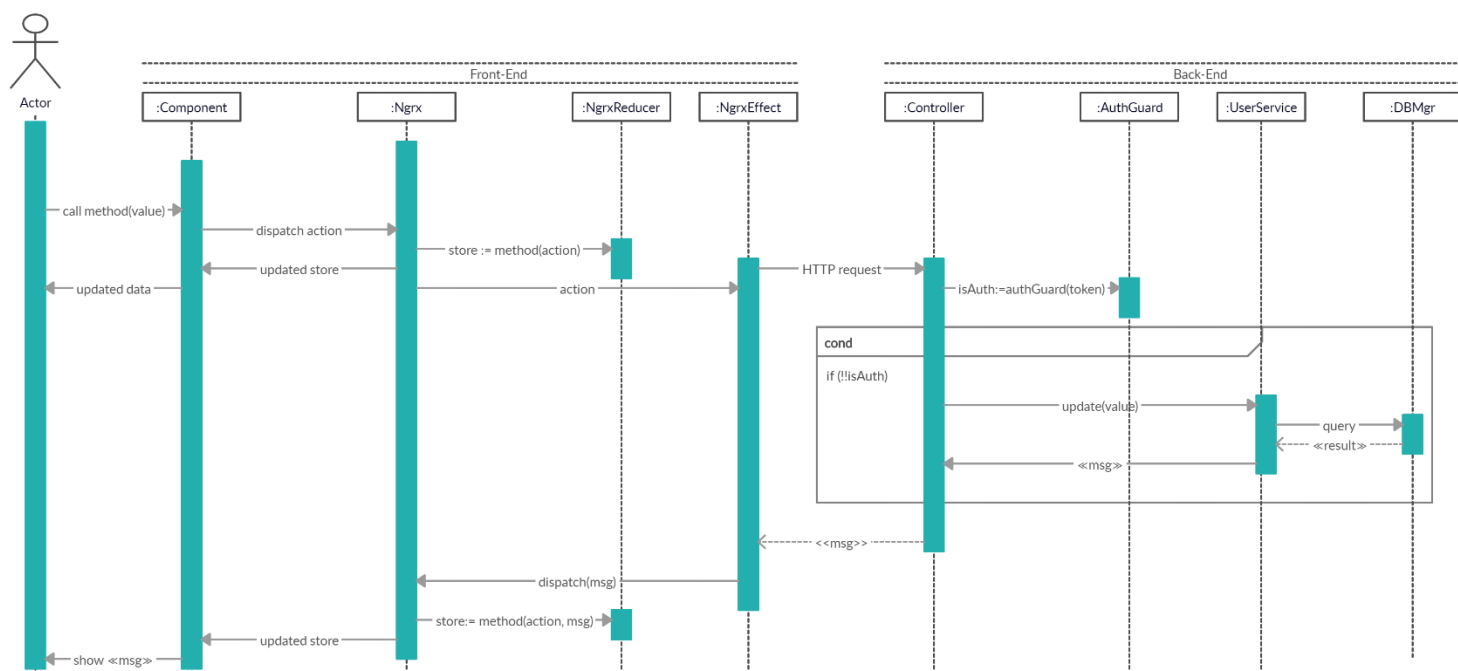 Front-End
Back-End
Actor
:Component
:Ngrx
:NgrxReducer
:NgrxEffect
:Controller
:AuthGuard
:UserService
:DBMgr
call method(value)
dispatch action
store := method(action)
updated store
HTTP request
updated data
action
isAuth:=authGuard(token)
cond
if (!!isAuth)
update(value)
query
≪result≫
≪msg≫
<<msg>>
dispatch(msg)
store:= method(action, msg)
updated store
show ≪msg≫